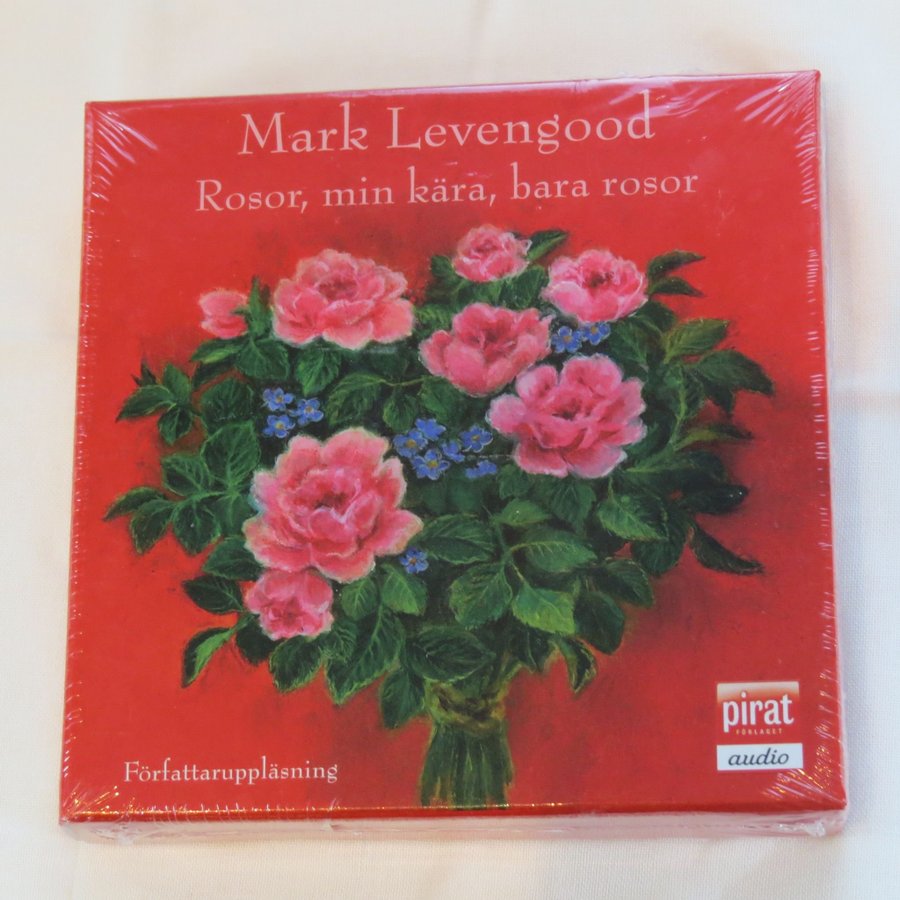 Mark Levengood
Rosor, min kära, bara rosor
pirat
FÖRLAGET
audio
Författaruppläsning